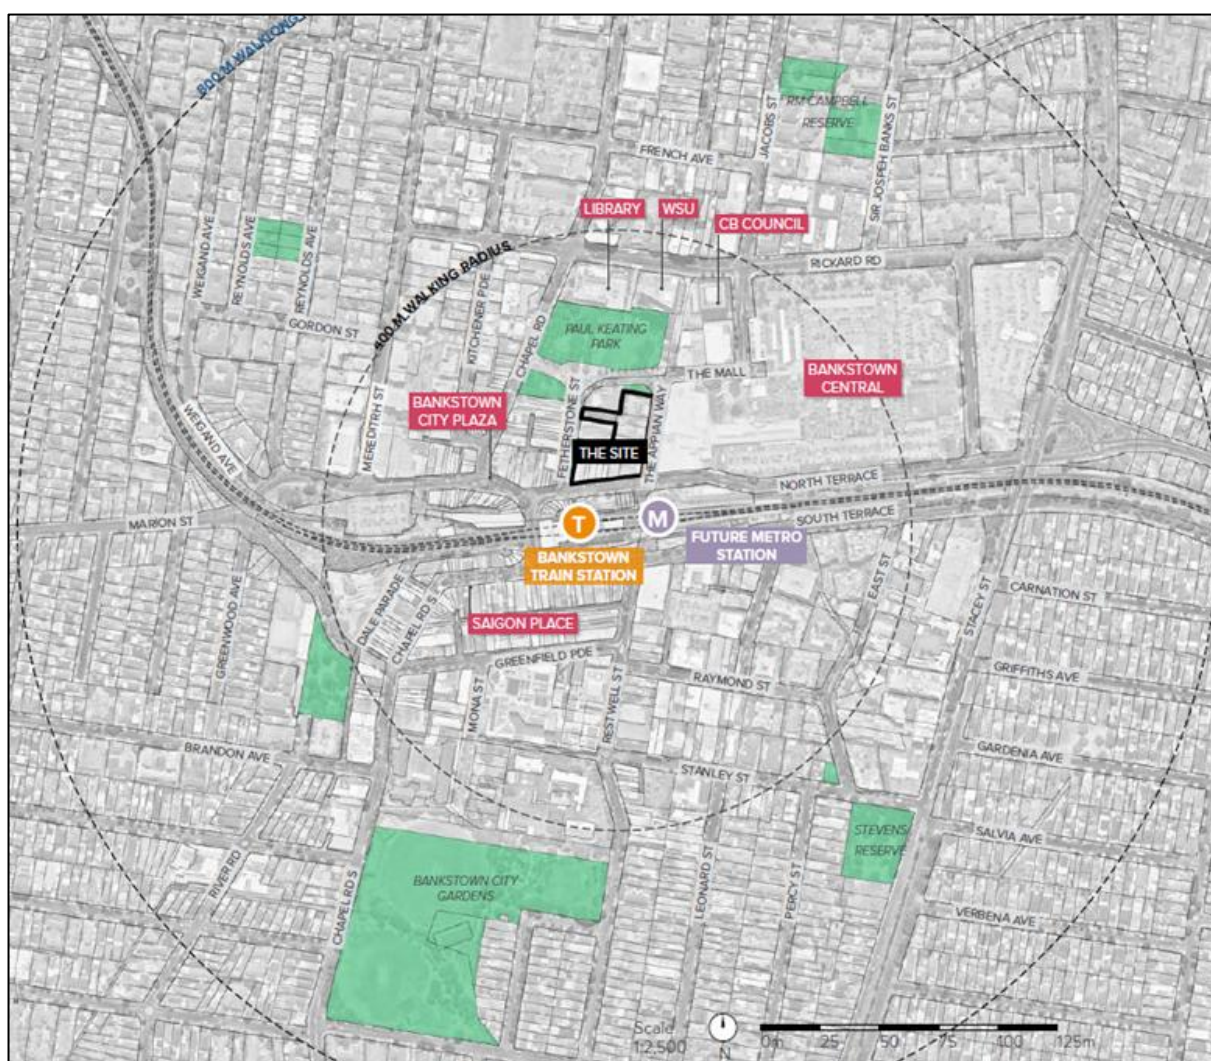 800 M WALKIONG
RM CAMPBELL
RESERVE
JACOBS ST
SIR JOSPEH BANKS ST
FRENCH AVE
LIBRARY
WSU
CB COUNCIL
WEIGAND AVE
REYNOLDS AVE
REYNOLDS AVE
400 M WALKING RADIUS
RICKARD RD
KITCHENER PDE
CHAPEL RD
GORDON ST
PAUL KEATING
PARK
THE MALL
BANKSTOWN
CENTRAL
BANKSTOWN
CITY PLAZA
MEREDITRH ST
FETHERSTONE ST
THE APPIAN WAY
WEIGAND AVE
THE SITE
NORTH TERRACE
MARION ST
T
M
SOUTH TERRACE
FUTURE METRO
STATION
BANKSTOWN
TRAIN STATION
EAST ST
STACEY ST
CARNATION ST
GREENWOOD AVE
DALE PARADE
CHAPEL RD S
SAIGON PLACE
GREENFIELD PDE
RAYMOND ST
GRIFFITHS AVE
MONA ST
RESTWELL ST
BRANDON AVE
STANLEY ST
GARDENIA AVE
STEVENS
RESERVE
SALVIA AVE
RIVER RD
CHAPEL RD S
BANKSTOWN CITY
GARDENS
LEONARD ST
PERCY ST
VERBENA AVE
Scale
1:2,500
N
0m
25
50
75
100
125m